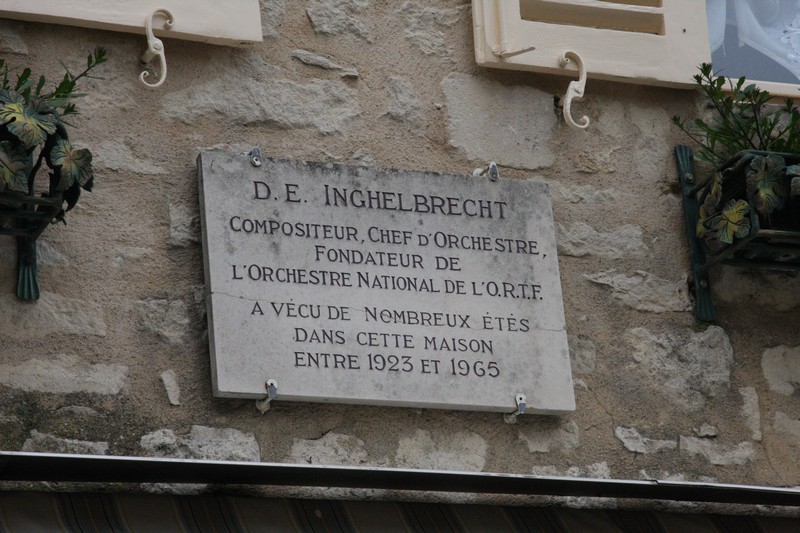 D. E. INGHELBRECHT
COMPOSITEUR, CHEF D'ORCHESTRE,
FONDATEUR DE
L'ORCHESTRE NATIONAL DE L'O.R.T.F.
A VÉCU DE NOMBREUX ÉTÉS
DANS CETTE MAISON
ENTRE 1923 ET 1965